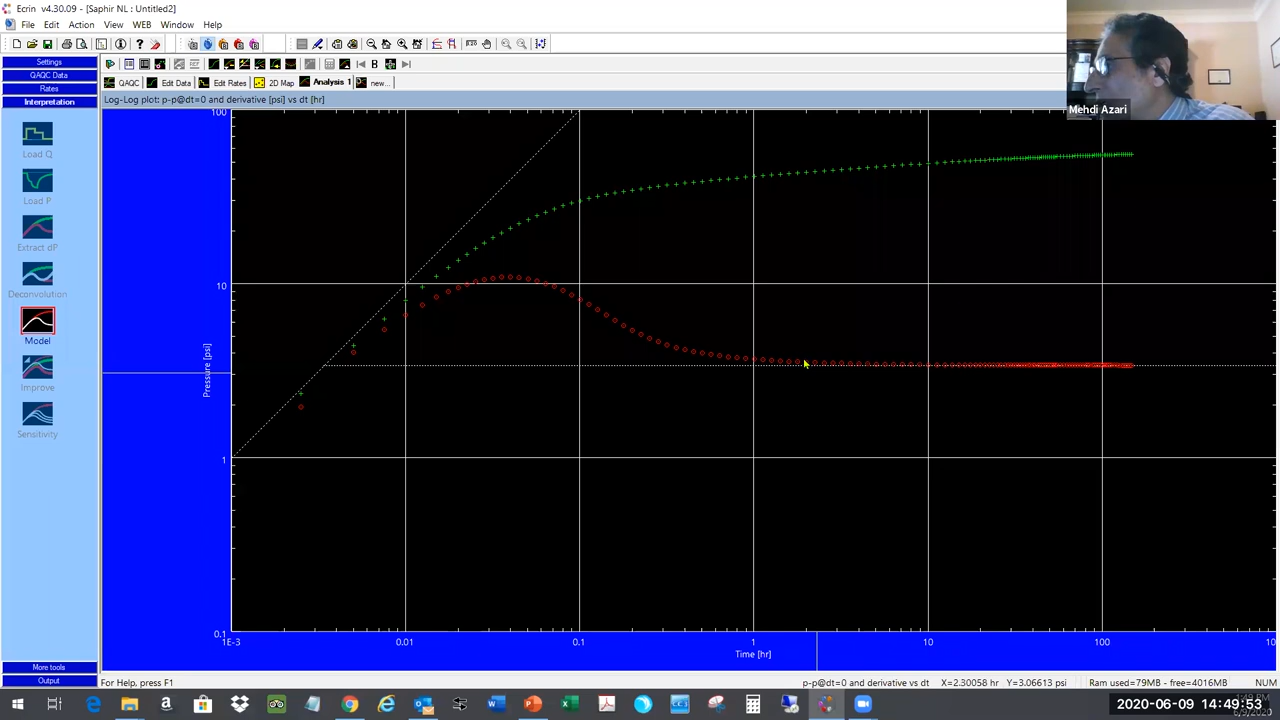 Ecrin v4.30.09 - [Saphir NL : Untitled2]
File Edit Action View WEB Window Help
Settings
QAQC Data
Rates
Interpretation
Load Q
Load P
Extract dP
Deconvolution
Model
Improve
Sensitivity
More tools
Output
QAQC Edit Data Edit Rates 2D Map Analysis 1 new...
Log-Log plot: p-p@dt=0 and derivative [psi] vs dt [hr]
Mehdi Azari
100
10
1
0.1
Pressure [psi]
1E-3 0.01 0.1 1 10 100
Time [hr]
For Help, press F1
p-p@dt=0 and derivative vs dt X=2.30058 hr Y=3.06613 psi Ram used=79MB - free=4016MB NUM
2020-06-09 14:49:53